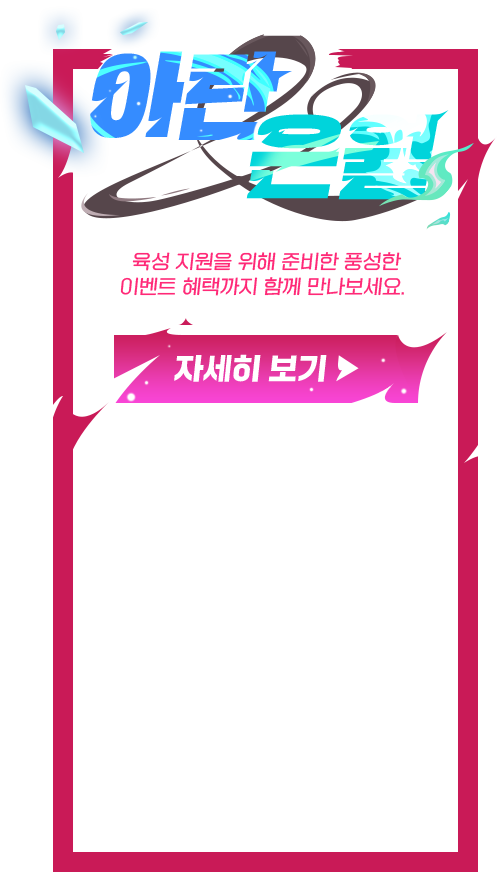 아란
은월
육성 지원을 위해 준비한 풍성한
이벤트 혜택까지 함께 만나보세요.
자세히 보기